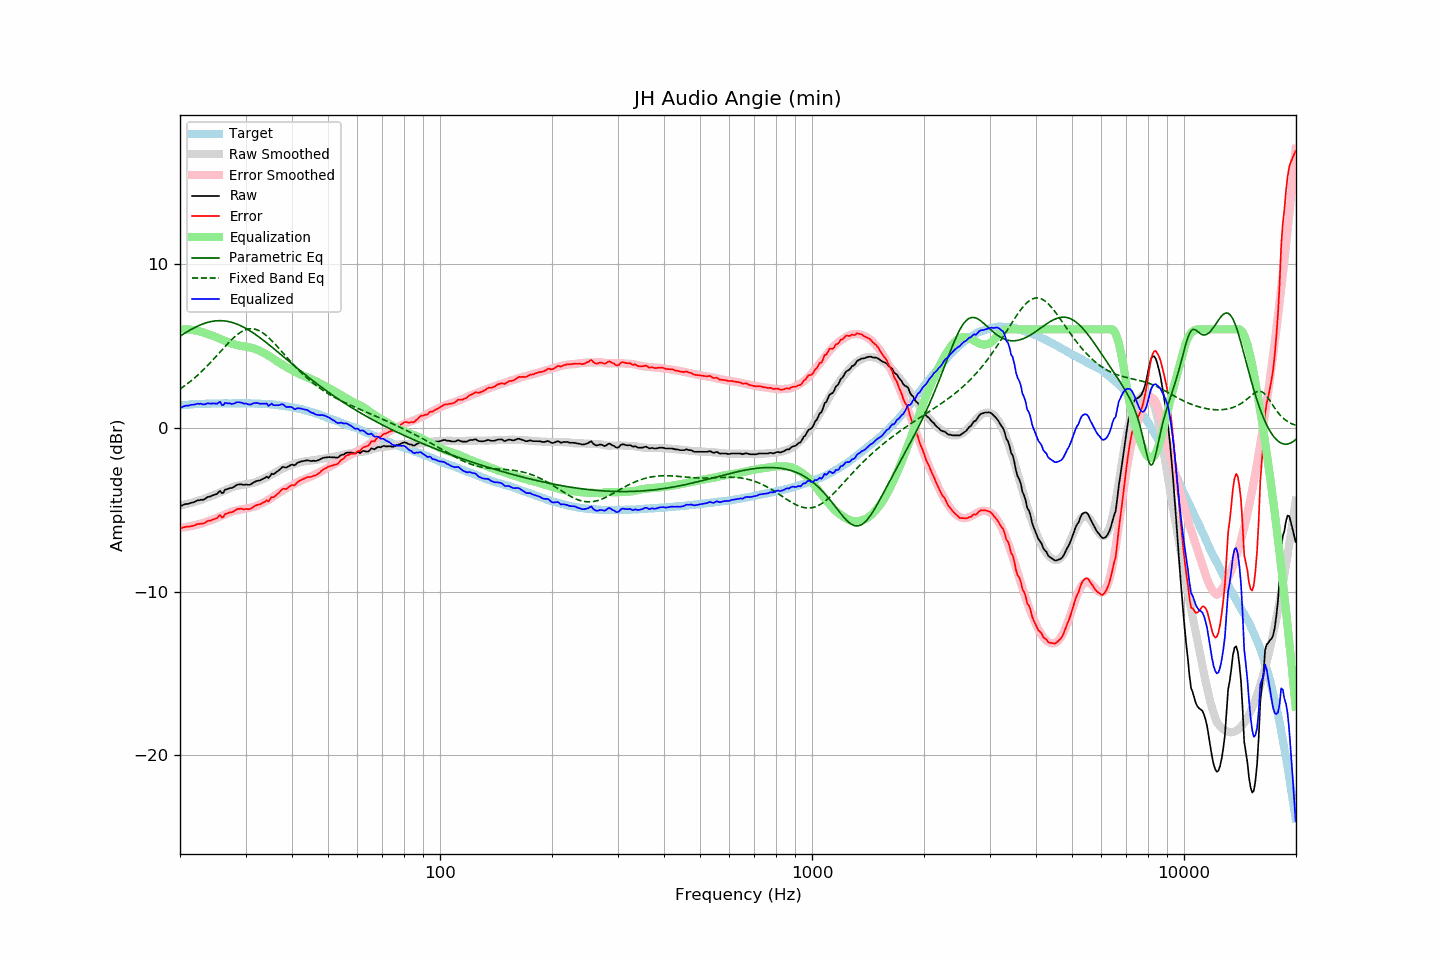 JH Audio Angie (min)
Target
Raw Smoothed
Error Smoothed
Raw
Error
Equalization
Parametric Eq
Fixed Band Eq
Equalized
10
0
−10
−20
Amplitude (dBr)
100
1000
10000
Frequency (Hz)